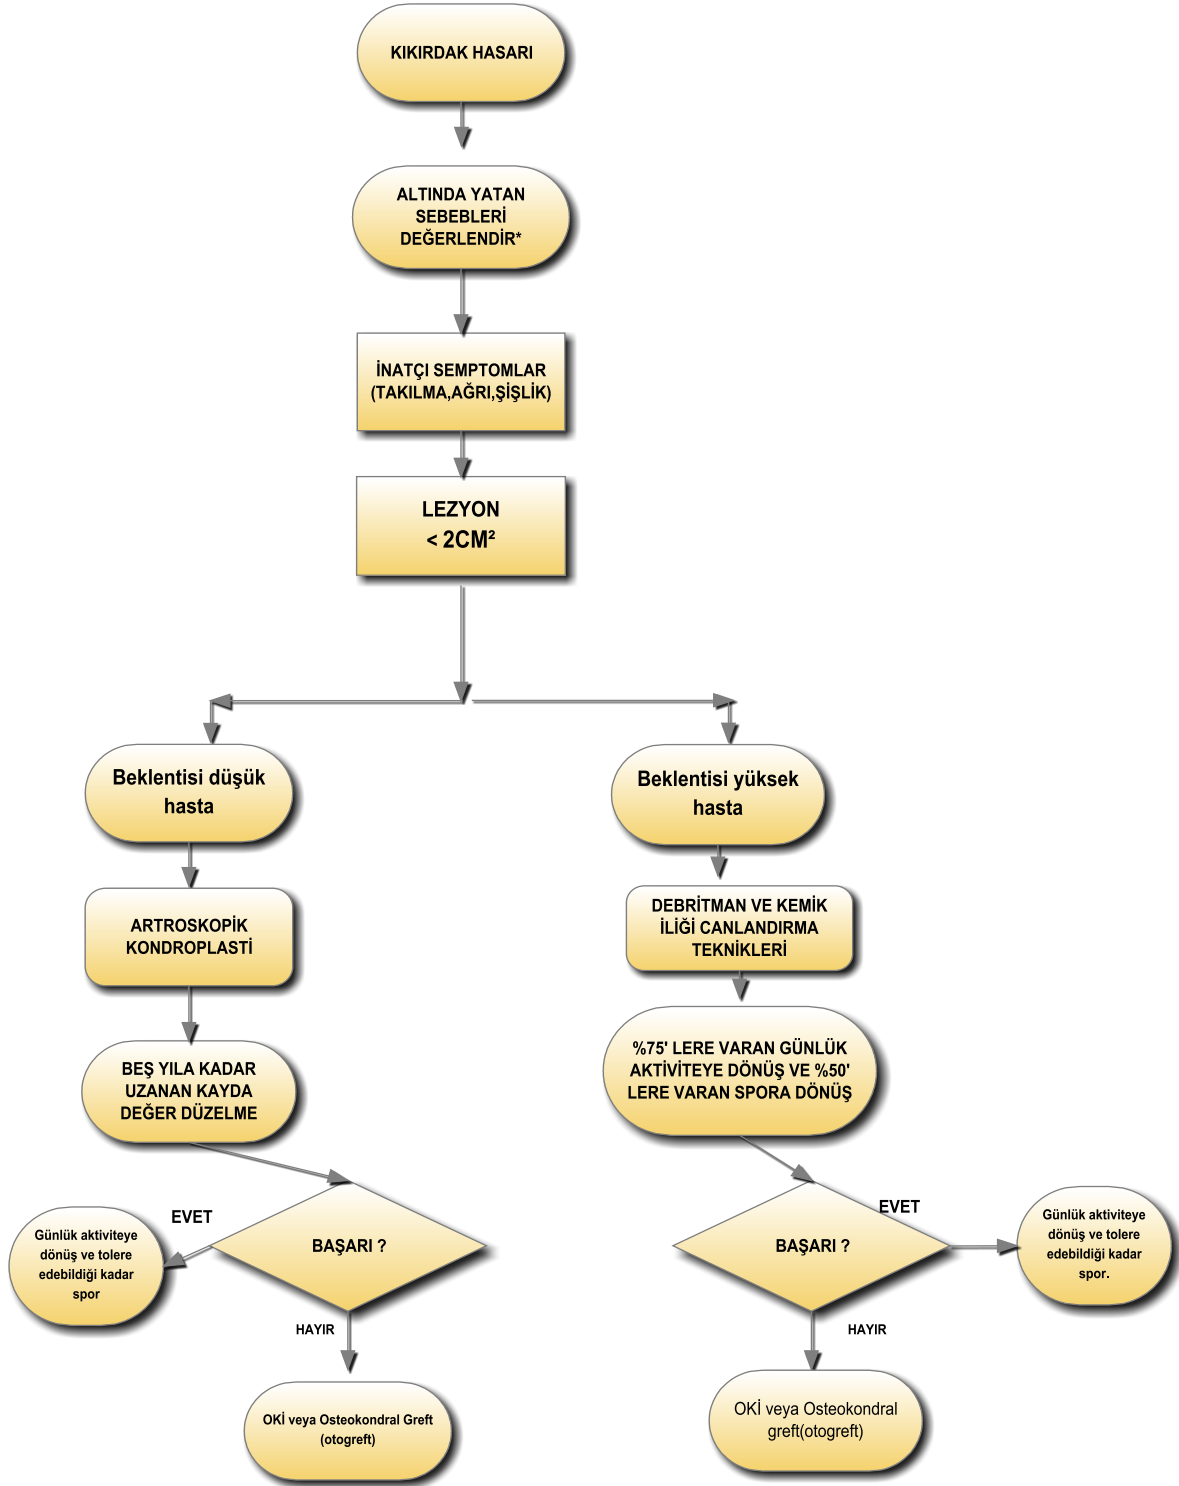 KIKIRDAK HASARI
ALTINDA YATAN
SEBEBLERİ
DEĞERLENDİR*
İNATÇI SEMPTOMLAR
(TAKILMA,AĞRI,ŞİŞLİK)
LEZYON
< 2CM²
Beklentisi düşük
hasta
ARTROSKOPİK
KONDROPLASTİ
BEŞ YILA KADAR
UZANAN KAYDA
DEĞER DÜZELME
BAŞARI ?
EVET
Günlük aktiviteye
dönüş ve tolere
edebildiği kadar
spor
HAYIR
OKİ veya Osteokondral Greft
(otogreft)
Beklentisi yüksek
hasta
DEBRİTMAN VE KEMİK
İLİĞİ CANLANDIRMA
TEKNİKLERİ
%75' LERE VARAN GÜNLÜK
AKTİVİTEYE DÖNÜŞ VE %50'
LERE VARAN SPORA DÖNÜŞ
BAŞARI ?
EVET
Günlük aktiviteye
dönüş ve tolere
edebildiği kadar
spor.
HAYIR
OKİ veya Osteokondral
greft(otogreft)